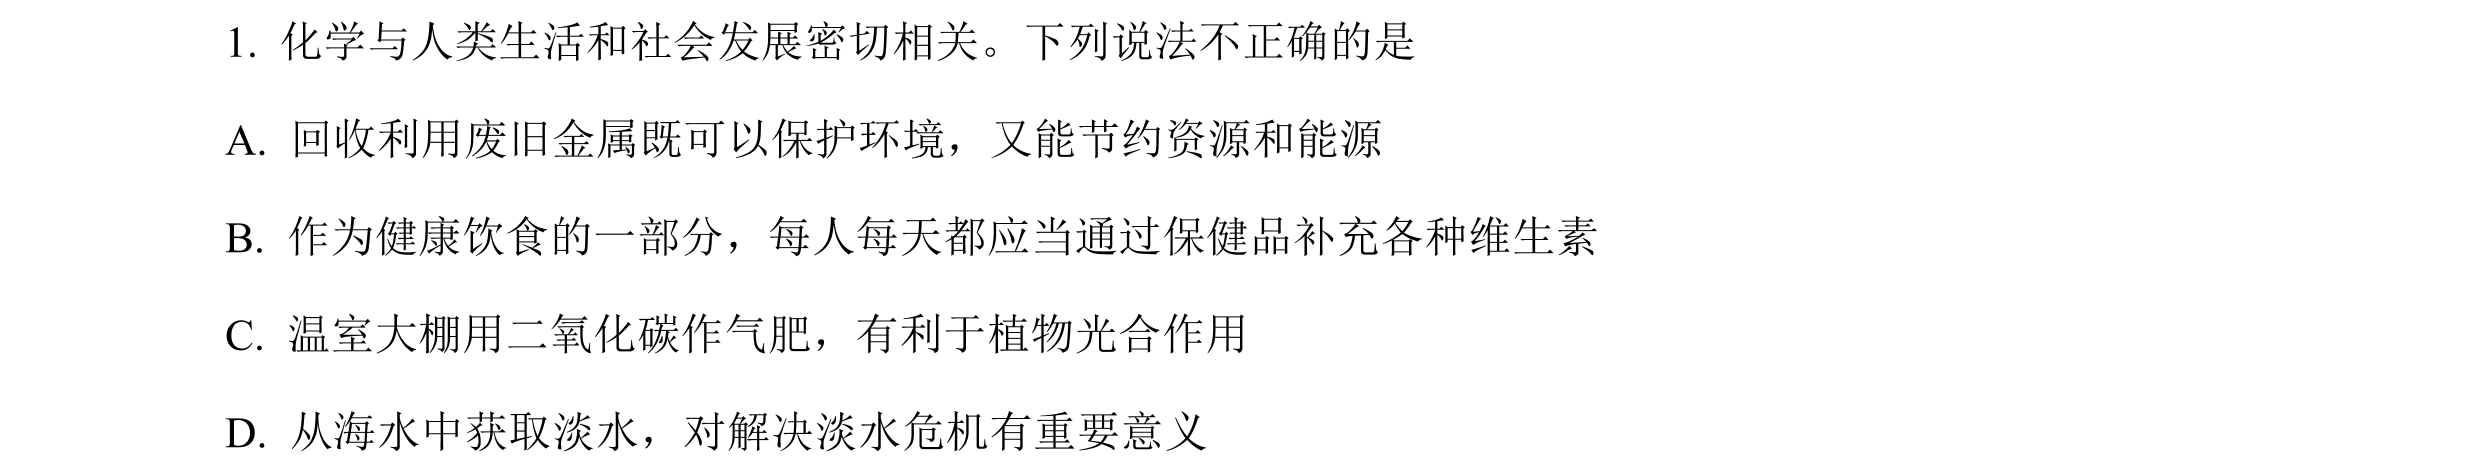 1. 化学与人类生活和社会发展密切相关。下列说法不正确的是
A. 回收利用废旧金属既可以保护环境，又能节约资源和能源
B. 作为健康饮食的一部分，每人每天都应当通过保健品补充各种维生素
C. 温室大棚用二氧化碳作气肥，有利于植物光合作用
D. 从海水中获取淡水，对解决淡水危机有重要意义